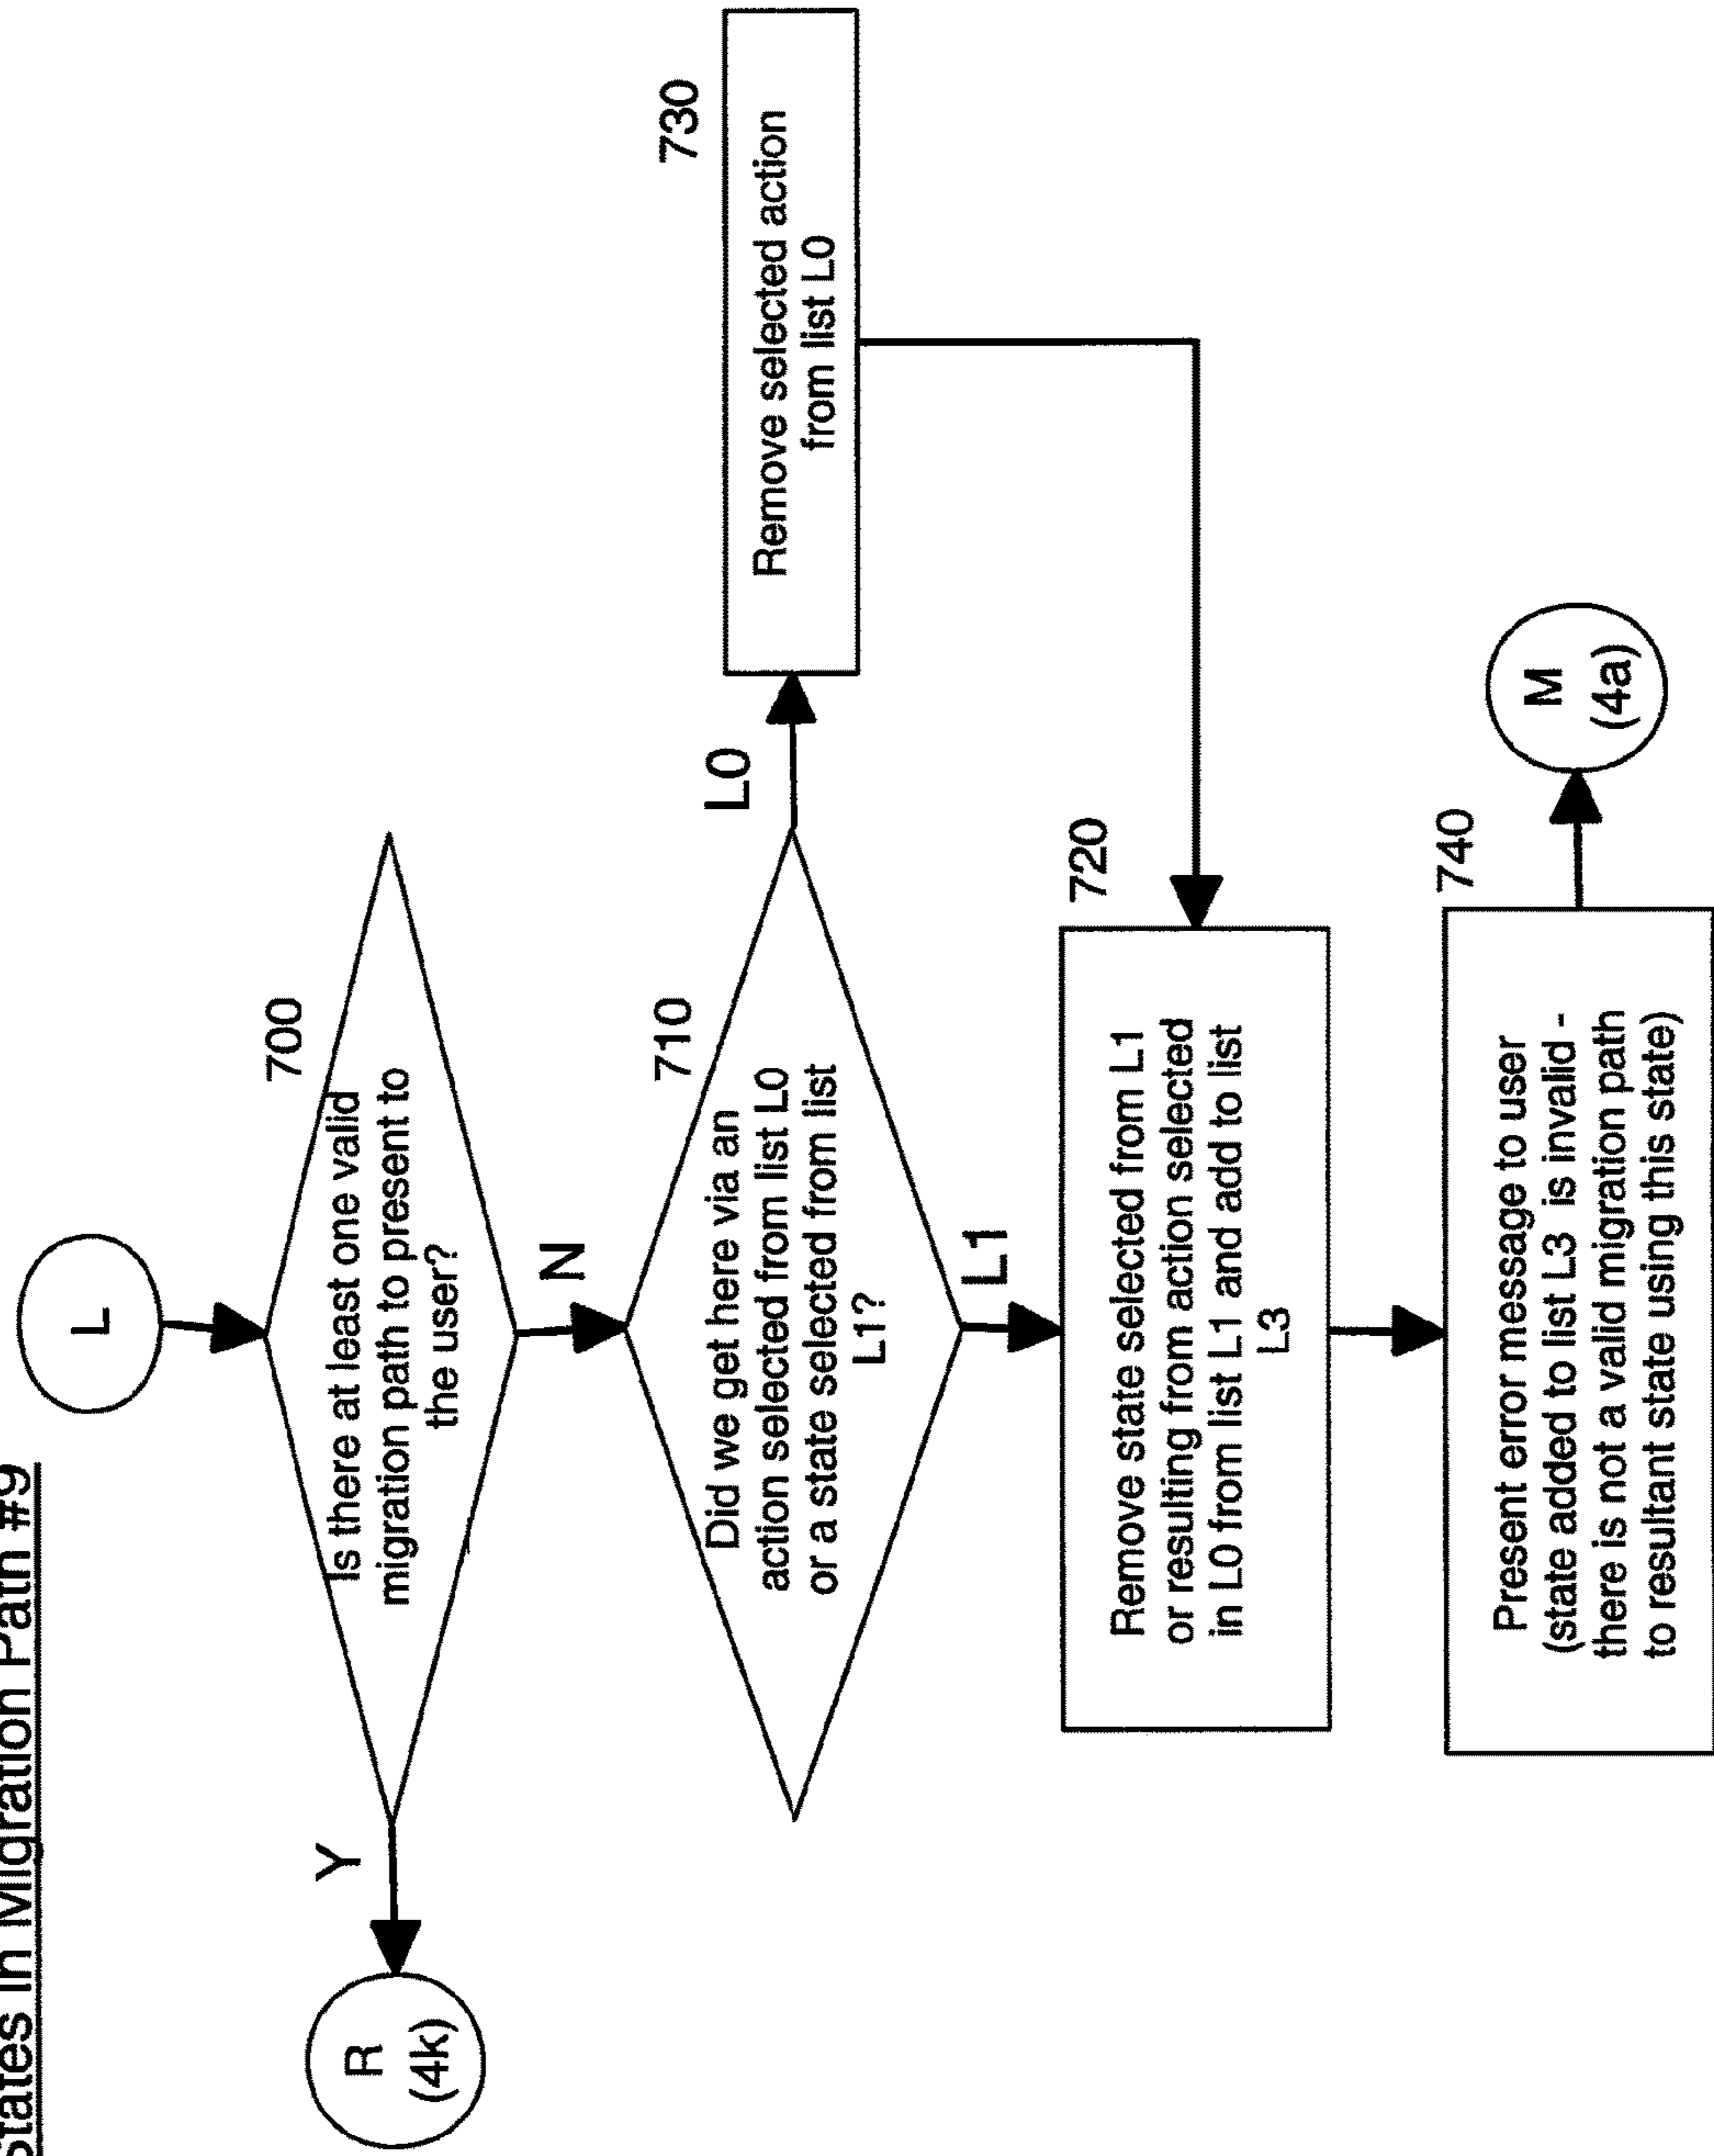 States in Migration Path #9
L
700
Is there at least one valid
migration path to present to
the user?
Y
R
(4k)
N
710
Did we get here via an
action selected from list L0
or a state selected from list
L1?
L0
730
Remove selected action
from list L0
L1
720
Remove state selected from L1
or resulting from action selected
in L0 from list L1 and add to list
L3
740
Present error message to user
(state added to list L3 is invalid -
there is not a valid migration path
to resultant state using this state)
M
(4a)